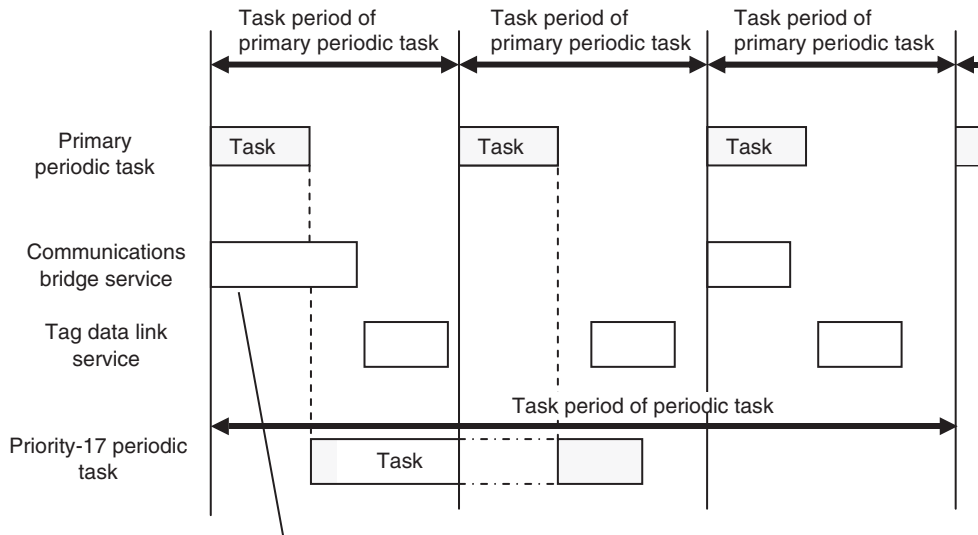 Task period of
primary periodic task
Task period of
primary periodic task
Task period of
primary periodic task
Primary
periodic task
Task
Task
Task
Communications
bridge service
Tag data link
service
Task period of periodic task
Priority-17 periodic
task
Task